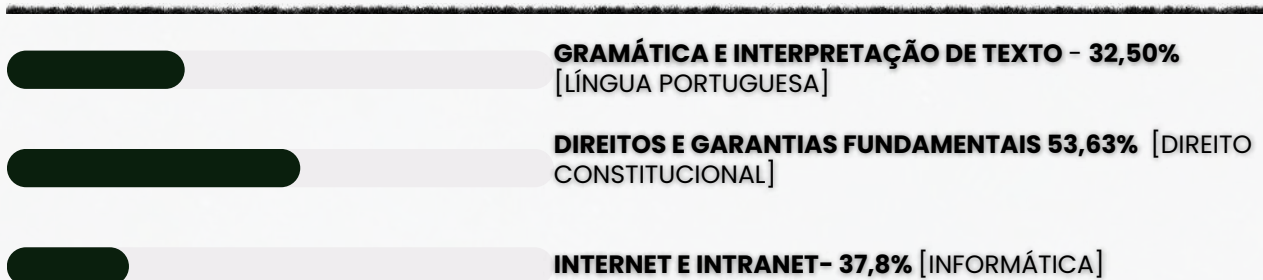 GRAMÁTICA E INTERPRETAÇÃO DE TEXTO - 32,50%
[LÍNGUA PORTUGUESA]
DIREITOS E GARANTIAS FUNDAMENTAIS 53,63% [DIREITO
CONSTITUCIONAL]
INTERNET E INTRANET- 37,8% [INFORMÁTICA]